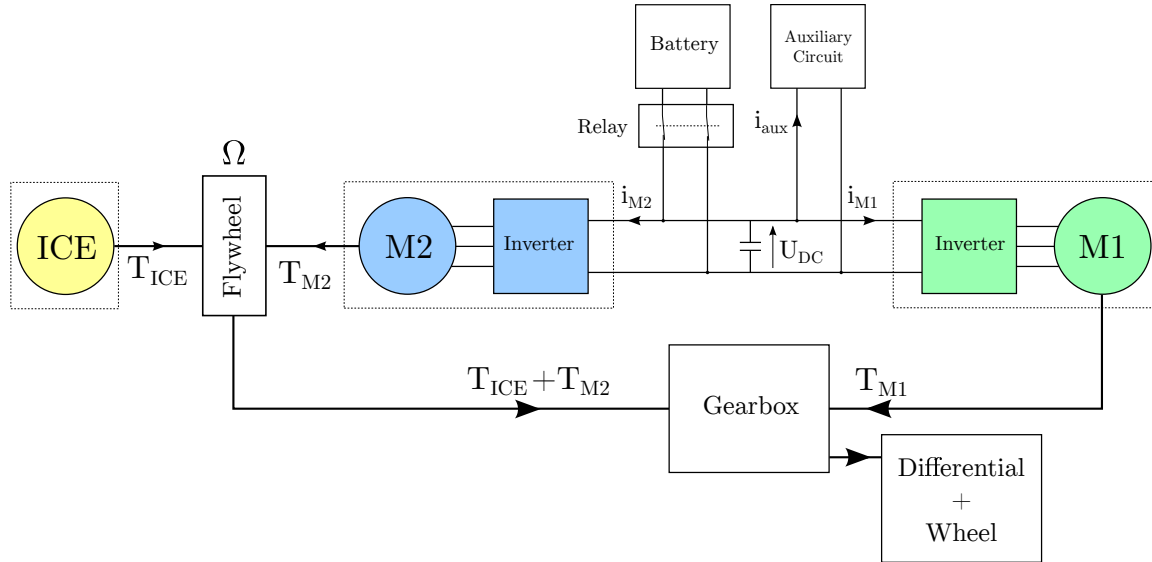 Battery
Auxiliary
Circuit
Relay
i_aux
Ω
i_M2
i_M1
ICE
T_ICE
Flywheel
T_M2
M2
Inverter
U_DC
Inverter
M1
T_ICE+T_M2
Gearbox
T_M1
Differential
+
Wheel